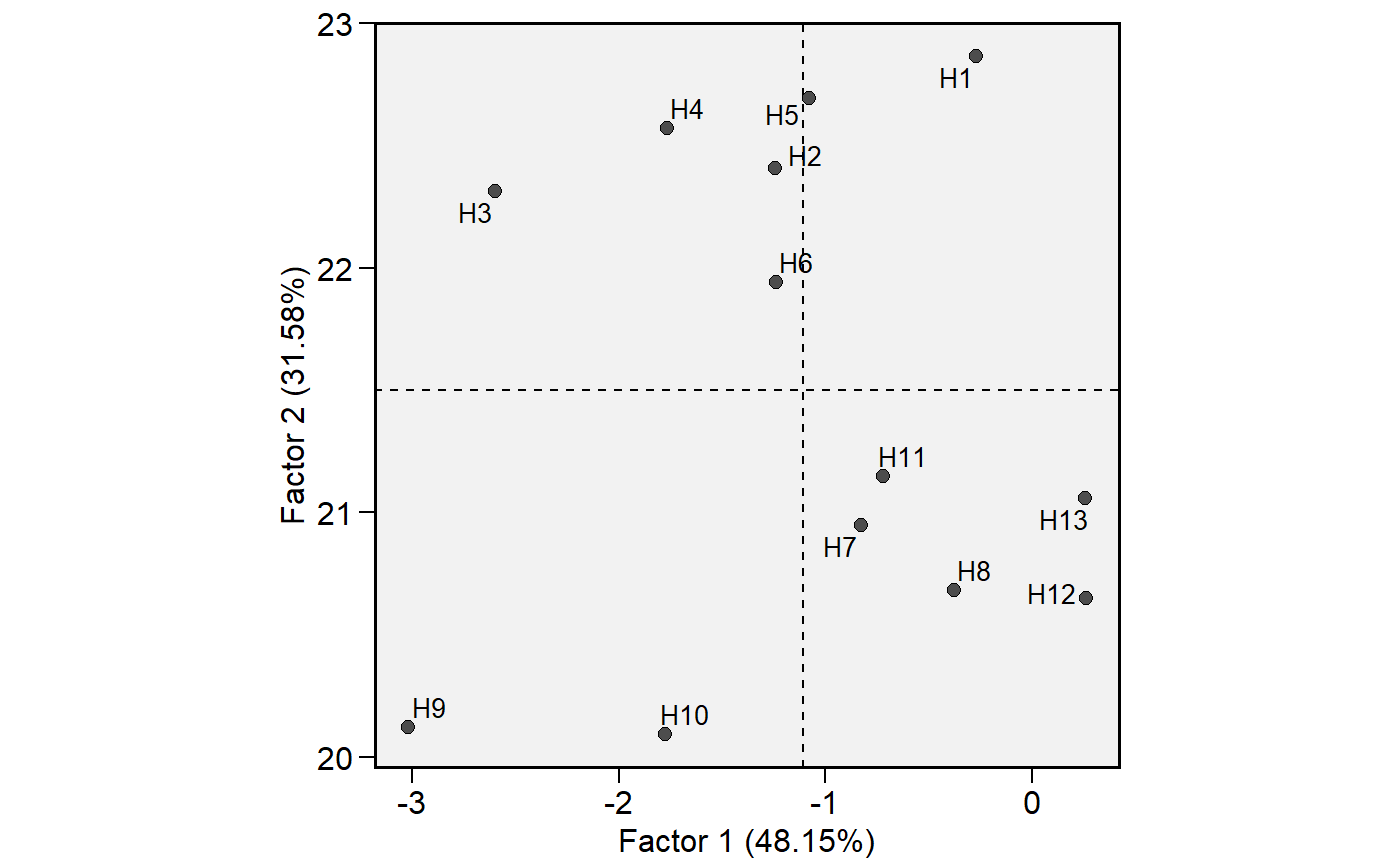 23
H1
H4
H5
H2
H3
H6
22
Factor 2 (31.58%)
H11
21
H13
H7
H8
H12
H9
H10
20
-3
-2
-1
0
Factor 1 (48.15%)